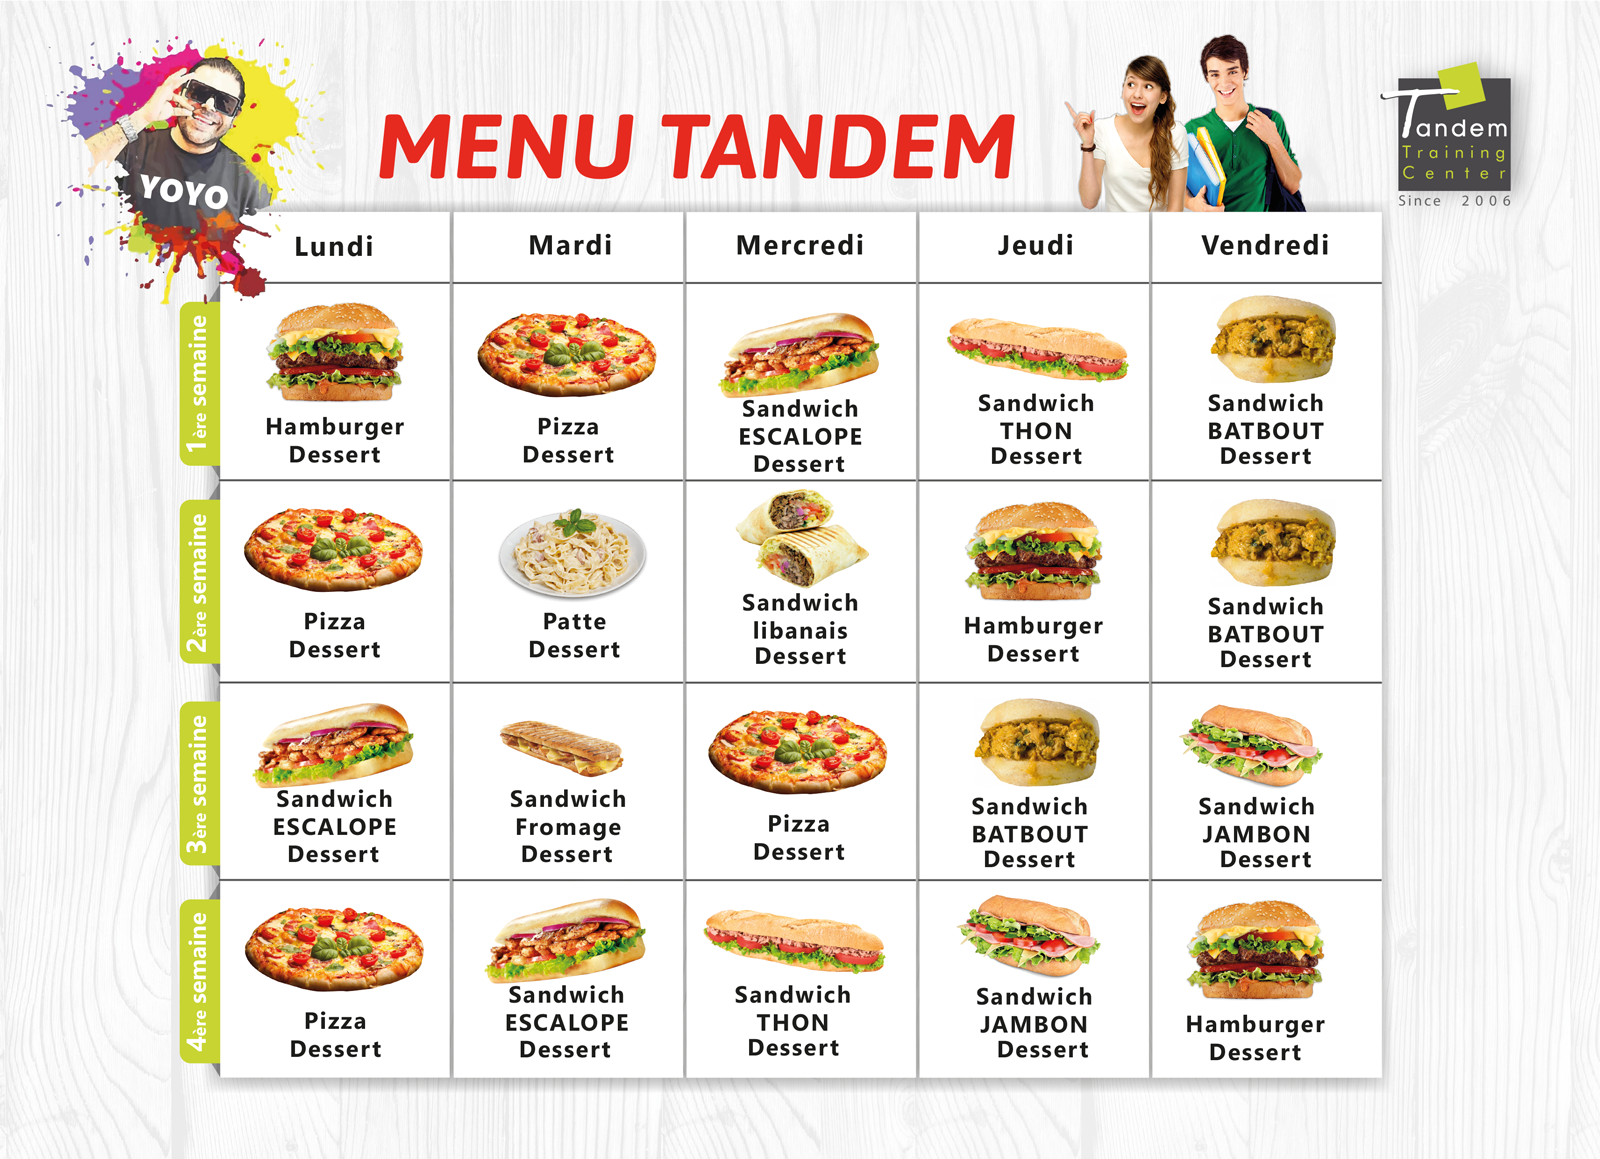 YOYO
MENU TANDEM
Tandem
Training
Center
Since 2006
Lundi
Mardi
Mercredi
Jeudi
Vendredi
1ère semaine
Hamburger
Dessert
Pizza
Dessert
Sandwich
ESCALOPE
Dessert
Sandwich
THON
Dessert
Sandwich
BATBOUT
Dessert
2ère semaine
Pizza
Dessert
Patte
Dessert
Sandwich
libanais
Dessert
Hamburger
Dessert
Sandwich
BATBOUT
Dessert
3ère semaine
Sandwich
ESCALOPE
Dessert
Sandwich
Fromage
Dessert
Pizza
Dessert
Sandwich
BATBOUT
Dessert
Sandwich
JAMBON
Dessert
4ère semaine
Pizza
Dessert
Sandwich
ESCALOPE
Dessert
Sandwich
THON
Dessert
Sandwich
JAMBON
Dessert
Hamburger
Dessert